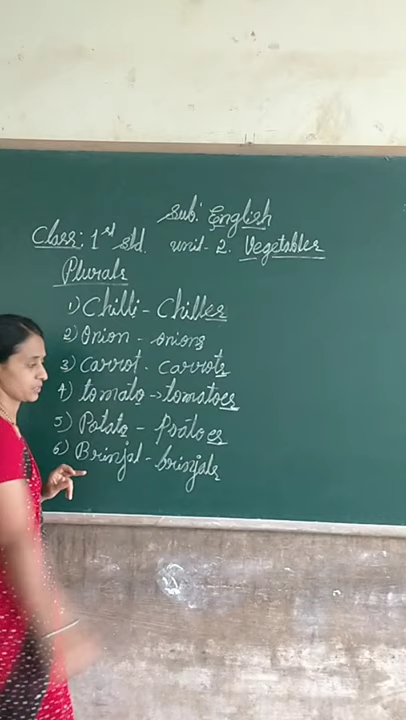 Sub: English
Class: 1st std. unit-2. Vegetables
Plurals
1) Chilli - Chilles
2) Onion - onions
3) Carrot - carrots
4) tomato -> tomatoes
5) Potato - potatoes
6) Brinjal - brinjals